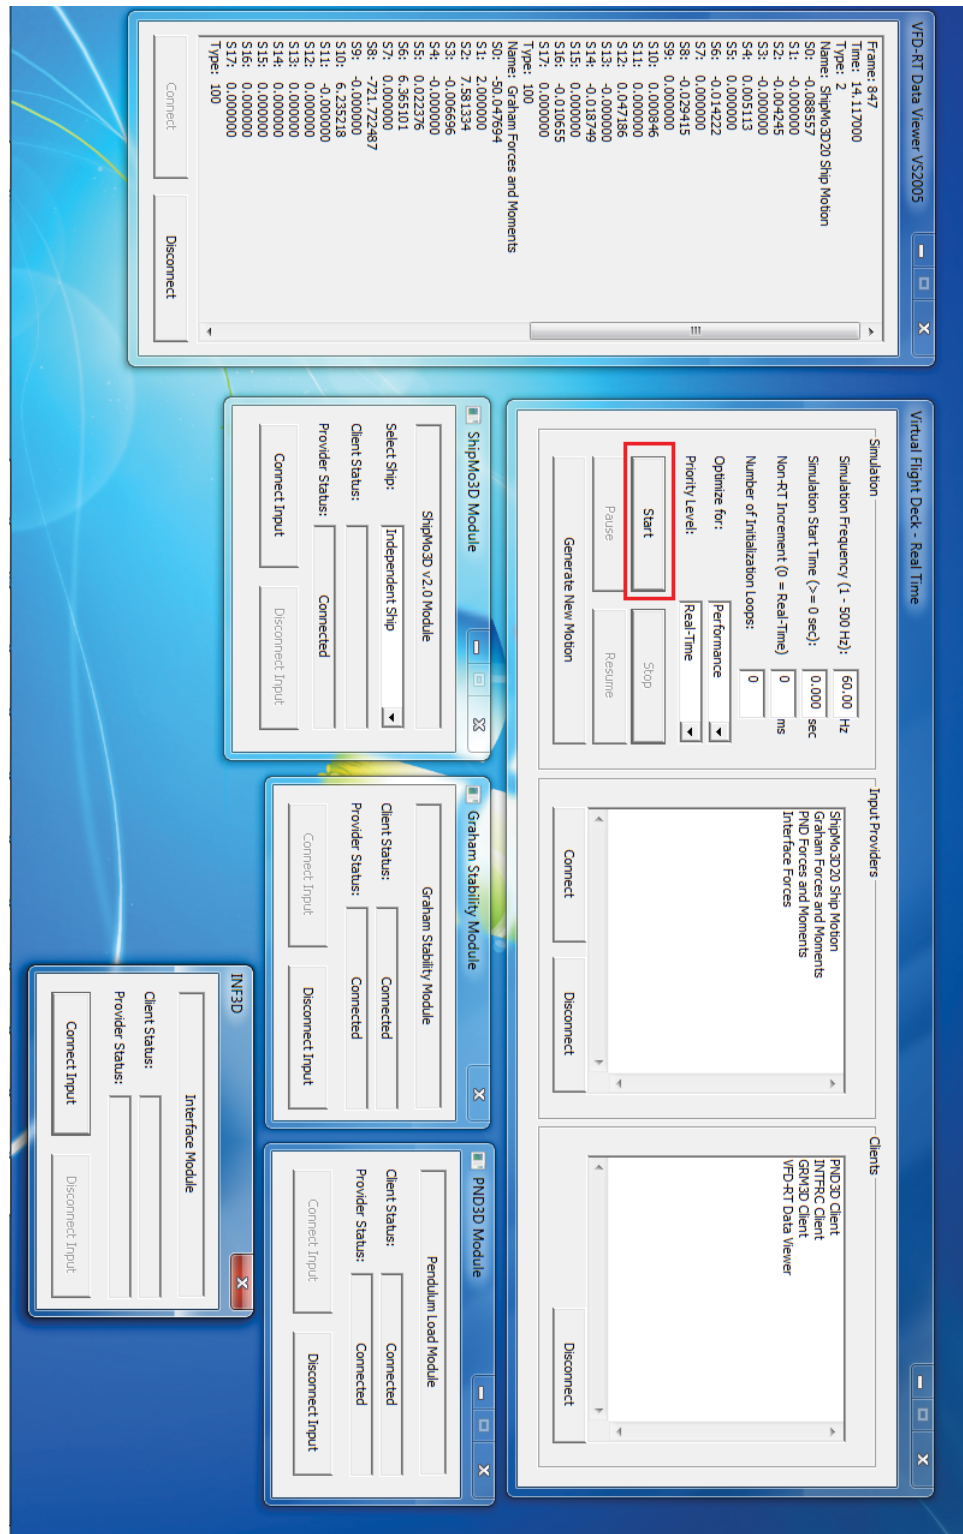 VFD-RT Data Viewer VS2005
Frame: 847
Time: 14.117000
Type: 2
Name: ShipMo3D20 Ship Motion
S0: -0.088557
S1: -0.000000
S2: -0.004245
S3: -0.000000
S4: 0.005113
S5: 0.000000
S6: -0.014222
S7: 0.000000
S8: -0.029415
S9: 0.000000
S10: 0.000846
S11: 0.000000
S12: 0.047186
S13: -0.000000
S14: -0.018749
S15: 0.000000
S16: -0.010655
S17: 0.000000
Type: 100
Name: Graham Forces and Moments
S0: -50.047694
S1: 2.000000
S2: 7.581334
S3: -0.006696
S4: -0.000000
S5: 0.022376
S6: 6.365101
S7: 0.000000
S8: -721.722487
S9: -0.000000
S10: 6.235218
S11: -0.000000
S12: 0.000000
S13: 0.000000
S14: 0.000000
S15: 0.000000
S16: 0.000000
S17: 0.000000
Type: 100
Connect
Disconnect
Virtual Flight Deck - Real Time
Simulation
Simulation Frequency (1 - 500 Hz): 60.00 Hz
Simulation Start Time (>= 0 sec): 0.000 sec
Non-RT Increment (0 = Real-Time) 0 ms
Number of Initialization Loops: 0
Optimize for: Performance
Priority Level: Real-Time
Start
Stop
Pause
Resume
Generate New Motion
Input Providers
ShipMo3D20 Ship Motion
Graham Forces and Moments
PND Forces and Moments
Interface Forces
Connect
Disconnect
Clients
PND3D Client
INTFRC Client
GRM3D Client
VFD-RT Data Viewer
Disconnect
ShipMo3D Module
ShipMo3D v2.0 Module
Select Ship: Independent Ship
Client Status:
Provider Status: Connected
Connect Input
Disconnect Input
Graham Stability Module
Graham Stability Module
Client Status: Connected
Provider Status: Connected
Connect Input
Disconnect Input
PND3D Module
Pendulum Load Module
Client Status: Connected
Provider Status: Connected
Connect Input
Disconnect Input
INF3D
Interface Module
Client Status:
Provider Status:
Connect Input
Disconnect Input